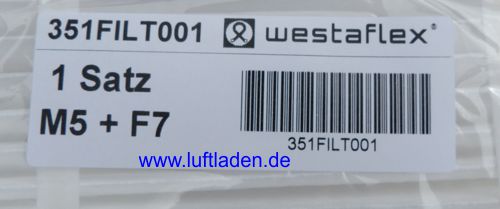 351FILT001 westaflex®
1 Satz
M5 + F7
351FILT001
www.luftladen.de